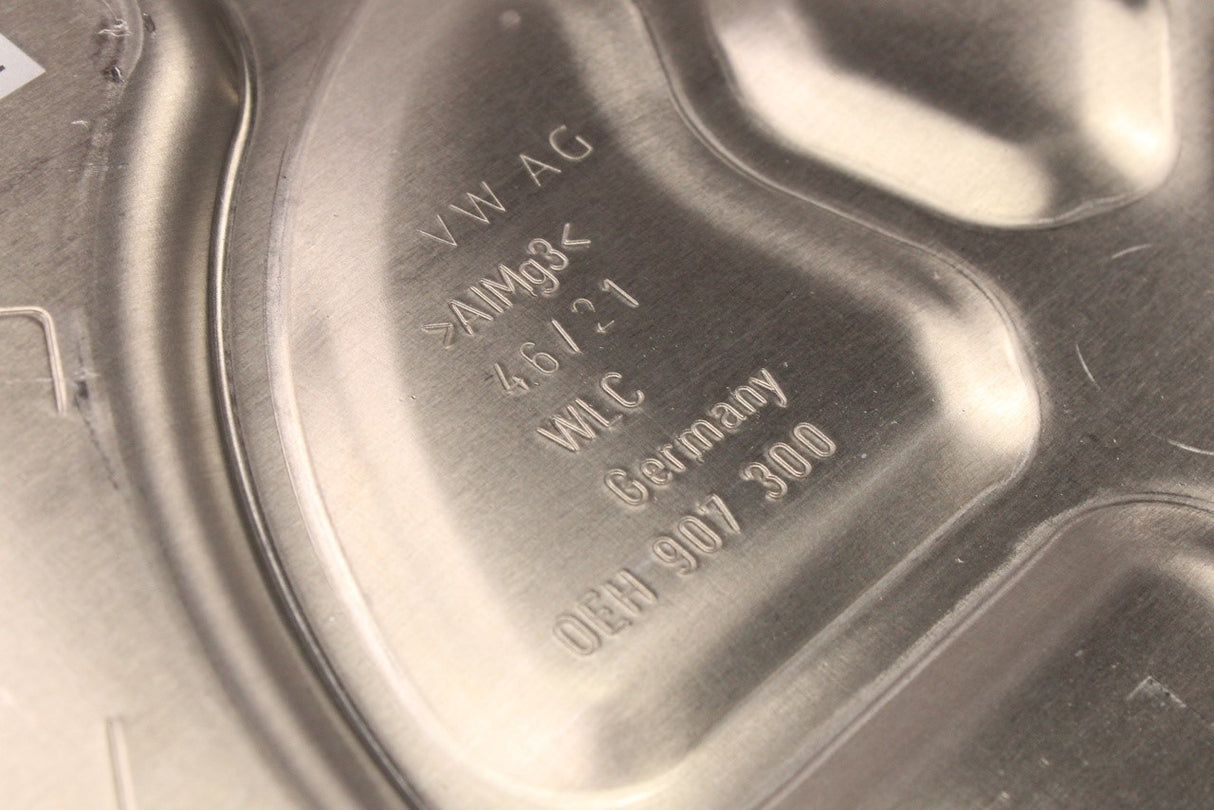 VW AG
>AlMg3<
46/21
WLC
Germany
0EH 907 300